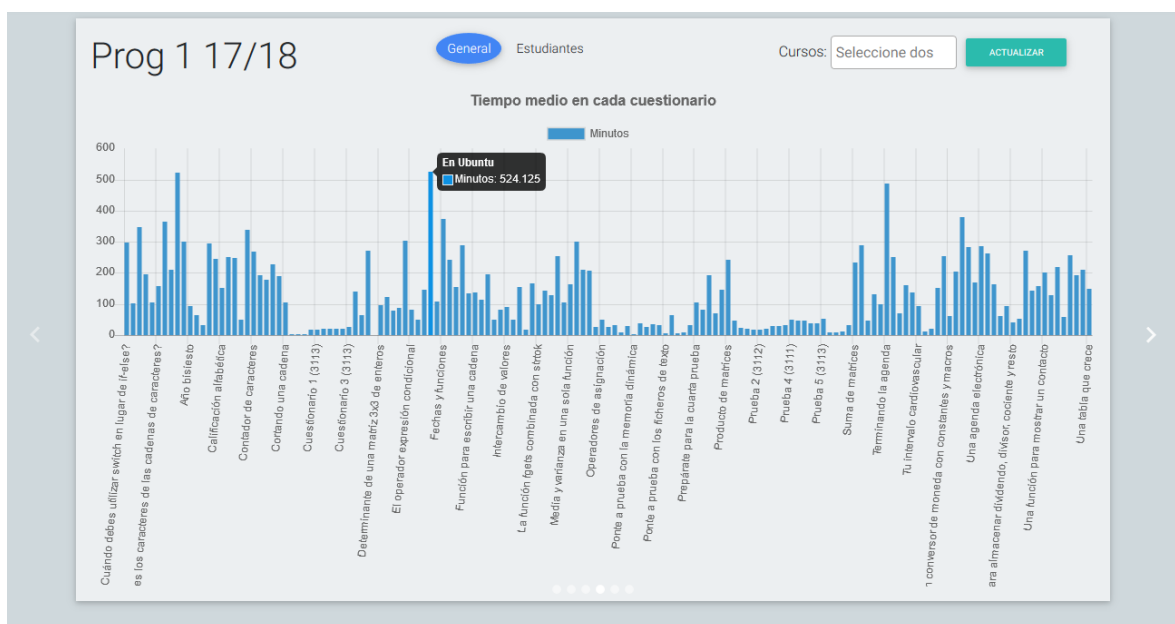 Prog 1 17/18
General
Estudiantes
Cursos:
Seleccione dos
ACTUALIZAR
Tiempo medio en cada cuestionario
Minutos
600
500
400
300
200
100
0
En Ubuntu
Minutos: 524.125
Cuándo debes utilizar switch en lugar de if-else?
es los caracteres de las cadenas de caracteres?
Año bisiesto
Calificación alfabética
Contador de caracteres
Cortando una cadena
Cuestionario 1 (3113)
Cuestionario 3 (3113)
Determinante de una matriz 3x3 de enteros
El operador expresión condicional
Fechas y funciones
Función para escribir una cadena
Intercambio de valores
La función fgets combinada con strtok
Media y varianza en una sola función
Operadores de asignación
Ponte a prueba con la memoria dinámica
Ponte a prueba con los ficheros de texto
Prepárate para la cuarta prueba
Producto de matrices
Prueba 2 (3112)
Prueba 4 (3111)
Prueba 5 (3113)
Suma de matrices
Terminando la agenda
Tu intervalo cardiovascular
n conversor de moneda con constantes y macros
Una agenda electrónica
ara almacenar dividendo, divisor, cociente y resto
Una función para mostrar un contacto
Una tabla que crece